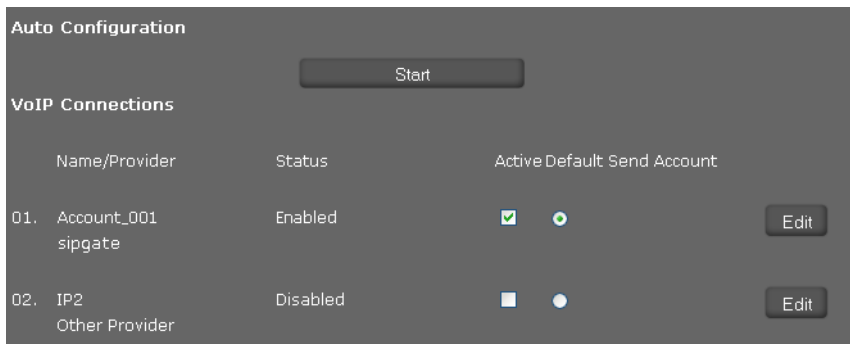 Auto Configuration
Start
VoIP Connections
Name/Provider Status Active Default Send Account
01. Account_001 Enabled Edit
sipgate
02. IP2 Disabled Edit
Other Provider